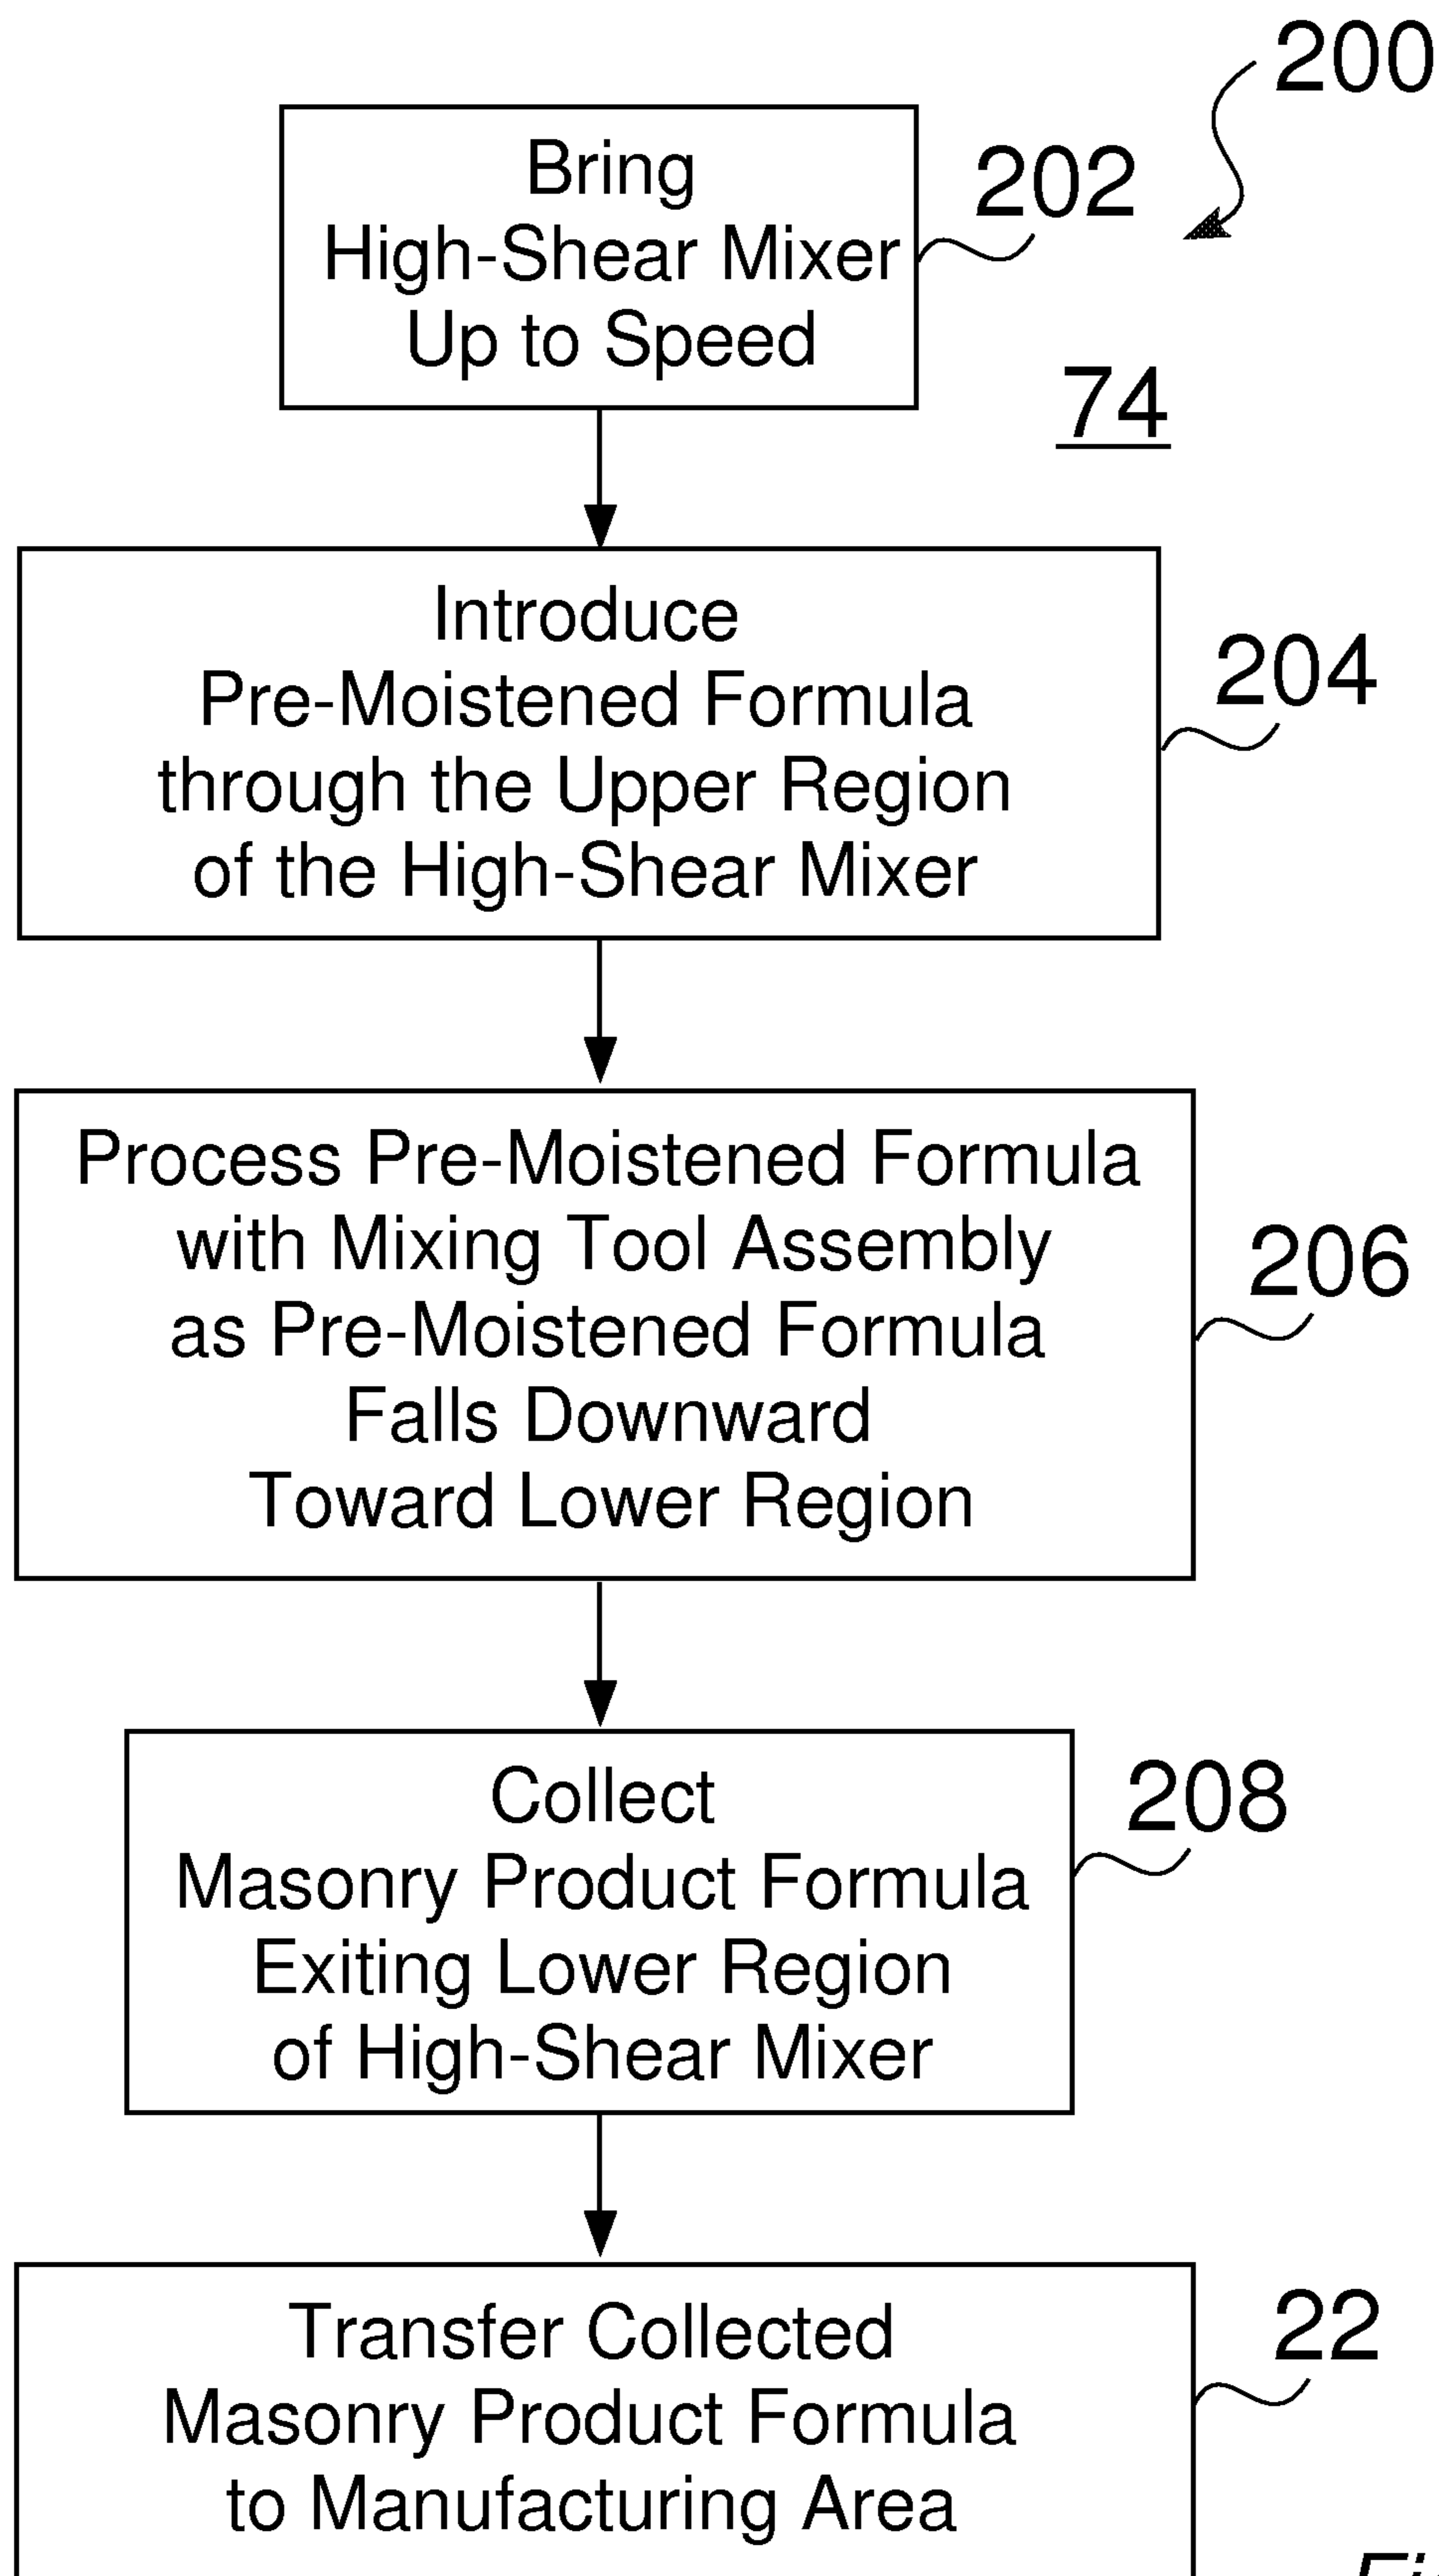 200
Bring
High-Shear Mixer
Up to Speed
202
74
Introduce
Pre-Moistened Formula
through the Upper Region
of the High-Shear Mixer
204
Process Pre-Moistened Formula
with Mixing Tool Assembly
as Pre-Moistened Formula
Falls Downward
Toward Lower Region
206
Collect
Masonry Product Formula
Exiting Lower Region
of High-Shear Mixer
208
Transfer Collected
Masonry Product Formula
to Manufacturing Area
22